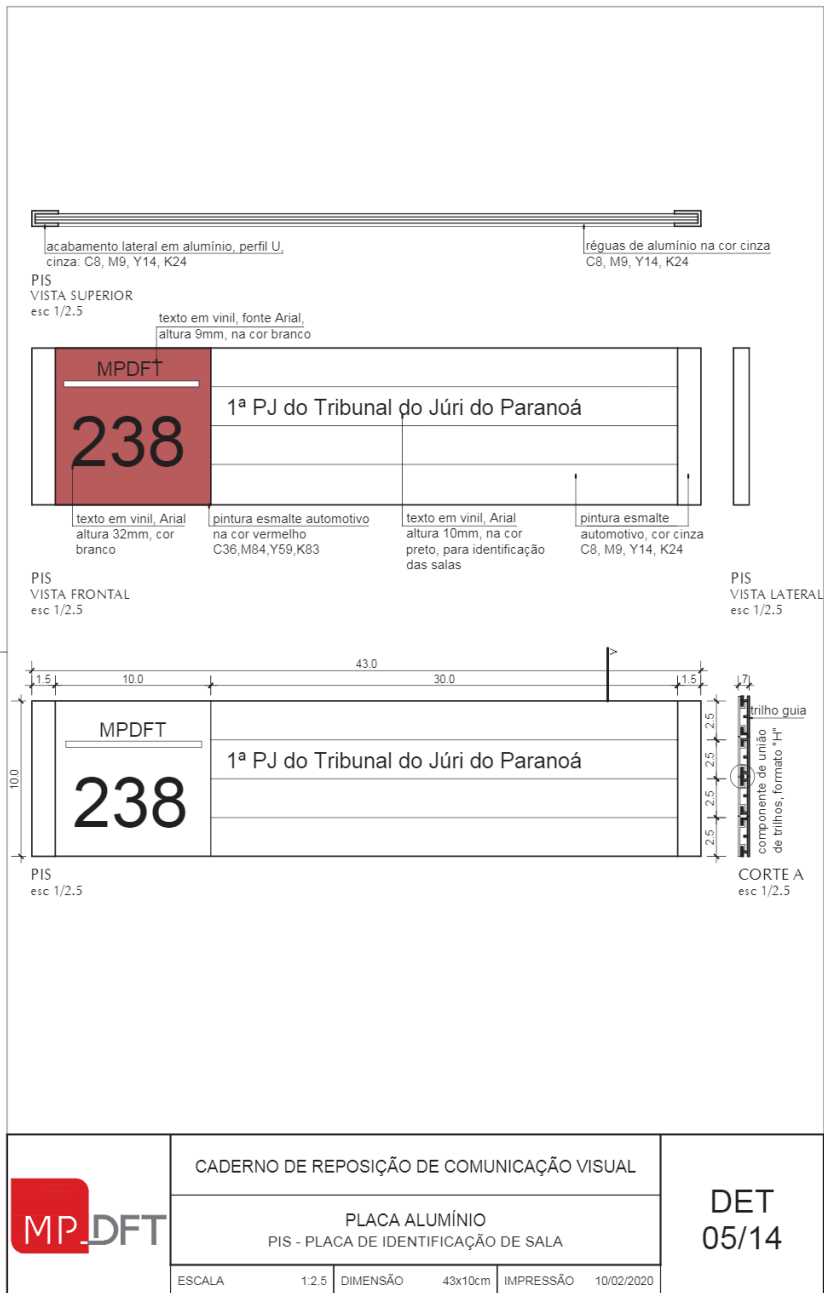 acabamento lateral em alumínio, perfil U,
cinza: C8, M9, Y14, K24
réguas de alumínio na cor cinza
C8, M9, Y14, K24
PIS
VISTA SUPERIOR
esc 1/2.5
texto em vinil, fonte Arial,
altura 9mm, na cor branco
MPDFT
238
1ª PJ do Tribunal do Júri do Paranoá
texto em vinil, Arial
altura 32mm, cor
branco
pintura esmalte automotivo
na cor vermelho
C36,M84,Y59,K83
texto em vinil, Arial
altura 10mm, na cor
preto, para identificação
das salas
pintura esmalte
automotivo, cor cinza
C8, M9, Y14, K24
PIS
VISTA FRONTAL
esc 1/2.5
PIS
VISTA LATERAL
esc 1/2.5
43.0
1.5
10.0
30.0
1.5
A
.7
10.0
MPDFT
238
1ª PJ do Tribunal do Júri do Paranoá
2.5
2.5
2.5
2.5
trilho guia
componente de união
de trilhos, formato "H"
PIS
esc 1/2.5
CORTE A
esc 1/2.5
MP DFT
CADERNO DE REPOSIÇÃO DE COMUNICAÇÃO VISUAL
PLACA ALUMÍNIO
PIS - PLACA DE IDENTIFICAÇÃO DE SALA
ESCALA 1:2.5 DIMENSÃO 43x10cm IMPRESSÃO 10/02/2020
DET
05/14